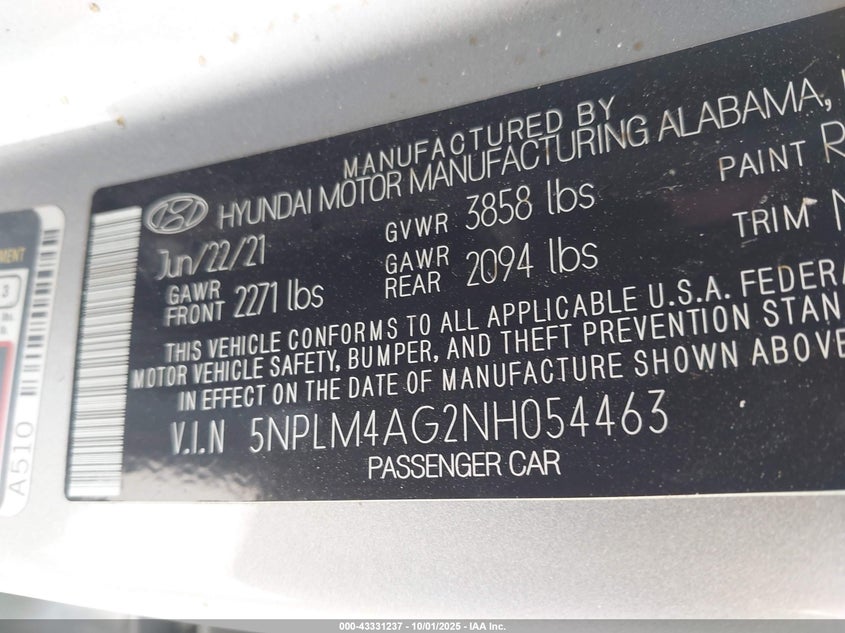 MANUFACTURED BY
HYUNDAI MOTOR MANUFACTURING ALABAMA,
Jun/22/21
GVWR 3858 lbs
PAINT
GAWR FRONT 2271 lbs
GAWR REAR 2094 lbs
TRIM
THIS VEHICLE CONFORMS TO ALL APPLICABLE U.S.A. FEDERA
MOTOR VEHICLE SAFETY, BUMPER, AND THEFT PREVENTION STAN
IN EFFECT ON THE DATE OF MANUFACTURE SHOWN ABOVE
V.I.N 5NPLM4AG2NH054463
PASSENGER CAR
A510
MENT
3
000-43331237 - 10/01/2025 - IAA Inc.